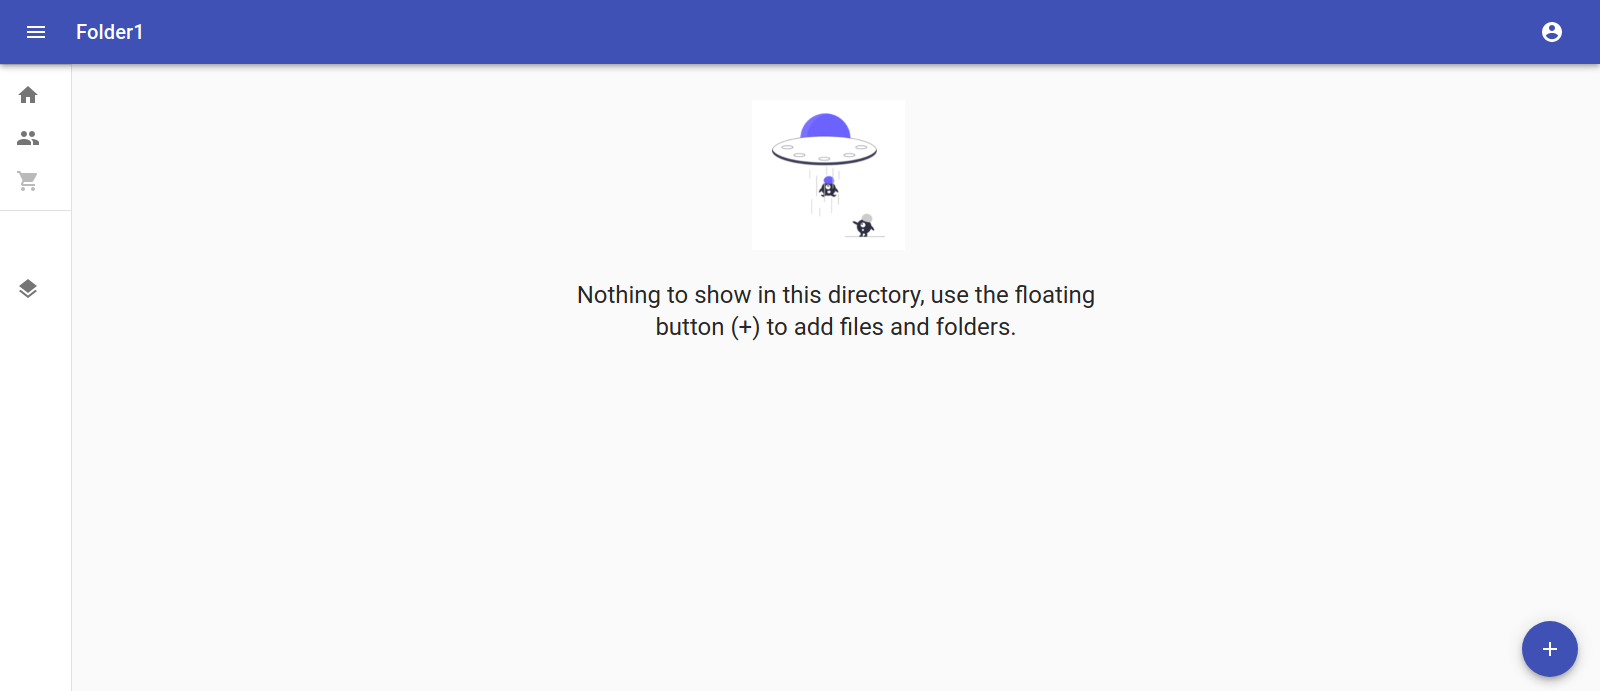 Folder1
Nothing to show in this directory, use the floating
button (+) to add files and folders.